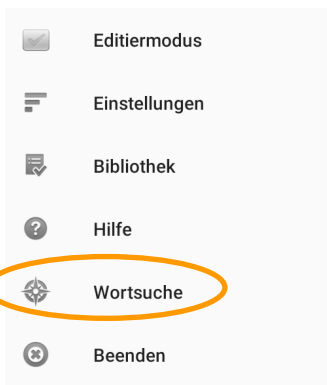 Editiermodus
Einstellungen
Bibliothek
Hilfe
Wortsuche
Beenden